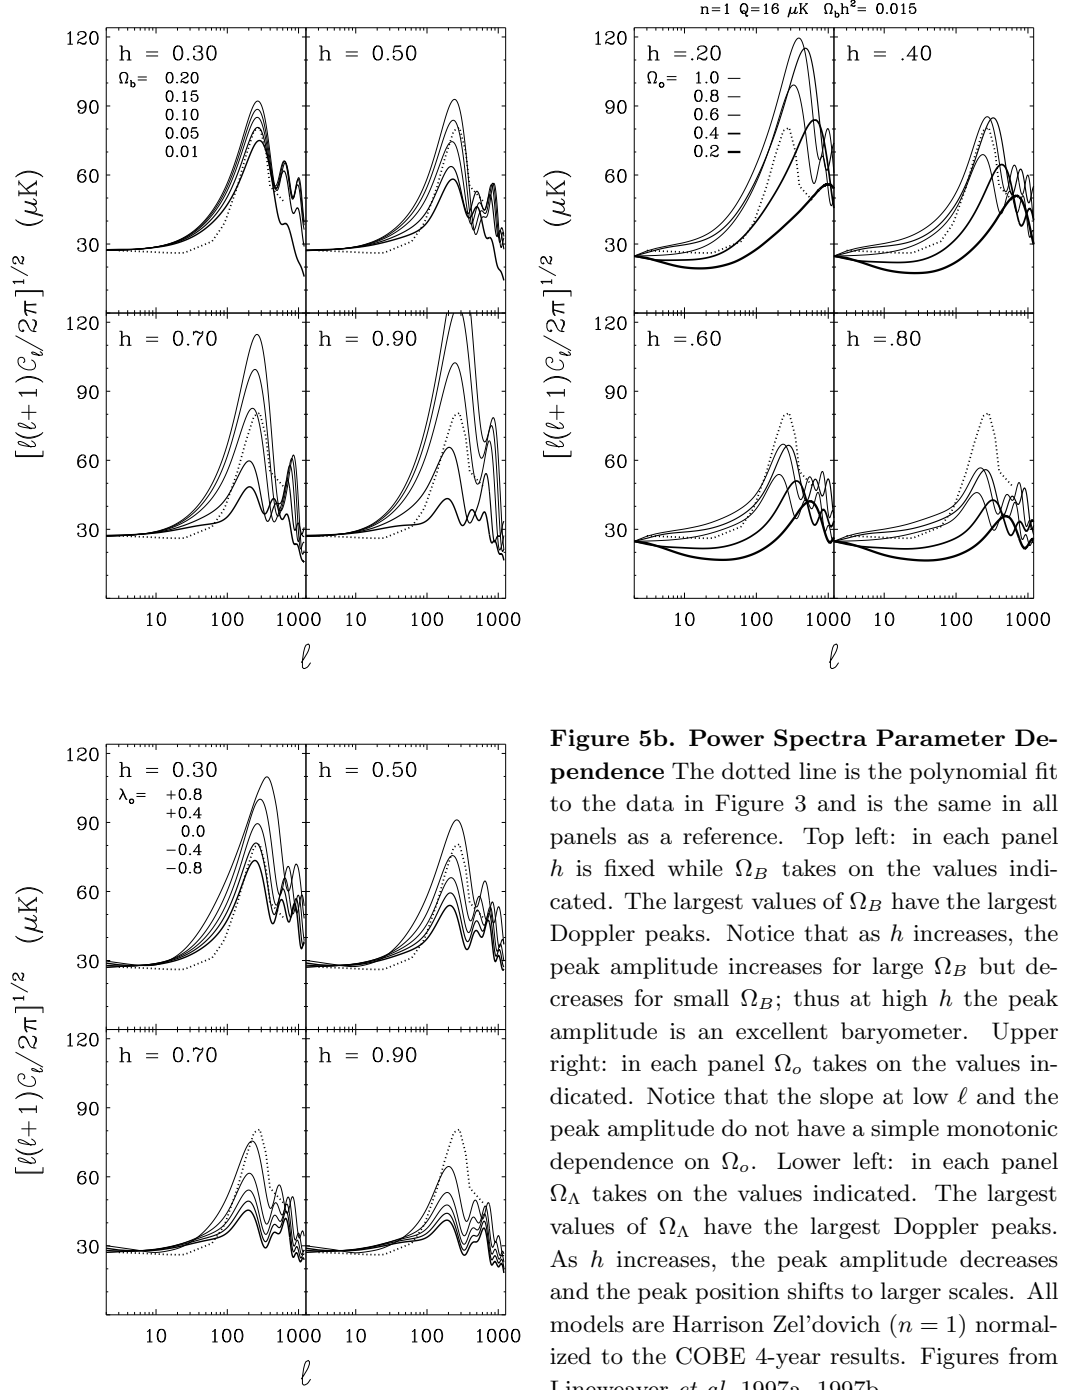 n=1 Q=16 μK Ω_b h²= 0.015
h = 0.30
Ω_b= 0.20
0.15
0.10
0.05
0.01
h = 0.50
h = 0.70
h = 0.90
120
90
60
30
120
90
60
30
[ℓ(ℓ+1)C_ℓ/2π]^1/2 (μK)
10 100 1000 10 100 1000
ℓ
h =.20
Ω_o= 1.0 —
0.8 —
0.6 —
0.4 —
0.2 —
h = .40
h =.60
h =.80
120
90
60
30
120
90
60
30
[ℓ(ℓ+1)C_ℓ/2π]^1/2 (μK)
10 100 1000 10 100 1000
ℓ
h = 0.30
λ_o= +0.8
+0.4
0.0
−0.4
−0.8
h = 0.50
h = 0.70
h = 0.90
120
90
60
30
120
90
60
30
[ℓ(ℓ+1)C_ℓ/2π]^1/2 (μK)
10 100 1000 10 100 1000
ℓ
Figure 5b. Power Spectra Parameter De-
pendence The dotted line is the polynomial fit
to the data in Figure 3 and is the same in all
panels as a reference. Top left: in each panel
h is fixed while Ω_B takes on the values indi-
cated. The largest values of Ω_B have the largest
Doppler peaks. Notice that as h increases, the
peak amplitude increases for large Ω_B but de-
creases for small Ω_B; thus at high h the peak
amplitude is an excellent baryometer. Upper
right: in each panel Ω_o takes on the values in-
dicated. Notice that the slope at low ℓ and the
peak amplitude do not have a simple monotonic
dependence on Ω_o. Lower left: in each panel
Ω_Λ takes on the values indicated. The largest
values of Ω_Λ have the largest Doppler peaks.
As h increases, the peak amplitude decreases
and the peak position shifts to larger scales. All
models are Harrison Zel'dovich (n = 1) normal-
ized to the COBE 4-year results. Figures from
Lineweaver et al. 1997a, 1997b